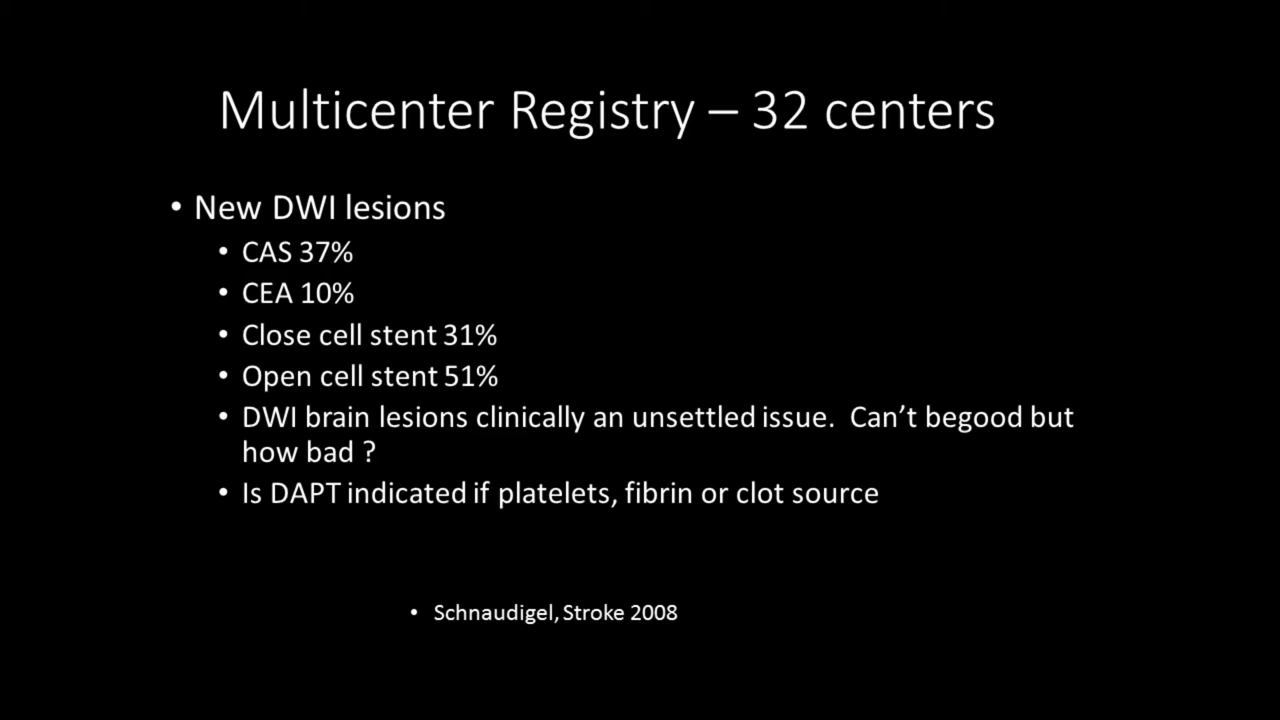 Multicenter Registry – 32 centers
• New DWI lesions
• CAS 37%
• CEA 10%
• Close cell stent 31%
• Open cell stent 51%
• DWI brain lesions clinically an unsettled issue.  Can’t begood but
how bad ?
• Is DAPT indicated if platelets, fibrin or clot source
• Schnaudigel, Stroke 2008